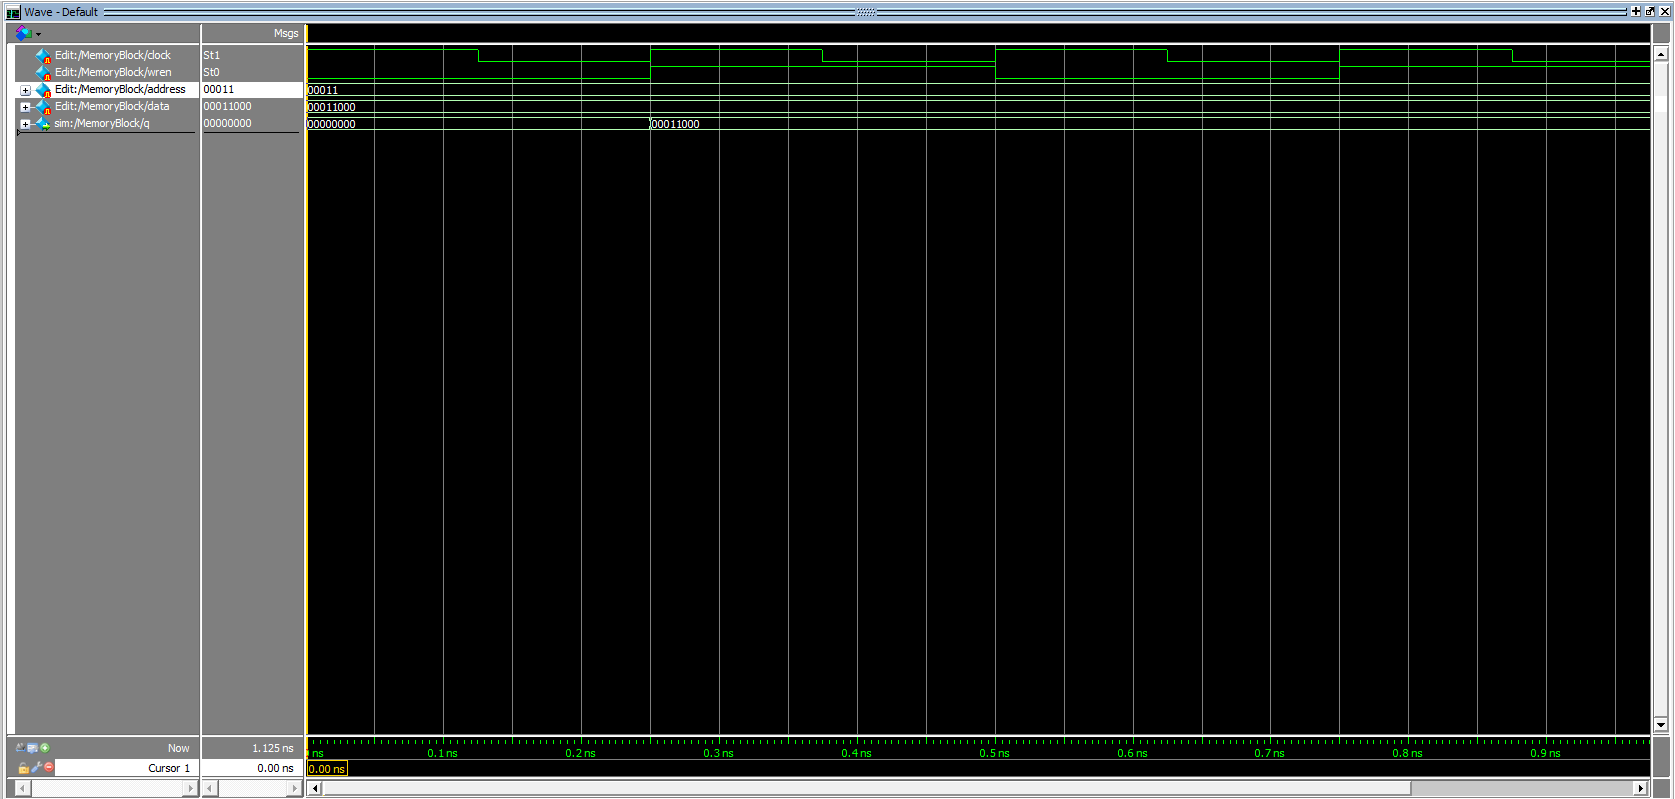 Wave - Default
Msgs
Edit:/MemoryBlock/clock St1
Edit:/MemoryBlock/wren St0
Edit:/MemoryBlock/address 00011 00011
Edit:/MemoryBlock/data 00011000 00011000
sim:/MemoryBlock/q 00000000 00000000 00011000
Now 1.125 ns ns 0.1 ns 0.2 ns 0.3 ns 0.4 ns 0.5 ns 0.6 ns 0.7 ns 0.8 ns 0.9 ns
Cursor 1 0.00 ns 0.00 ns